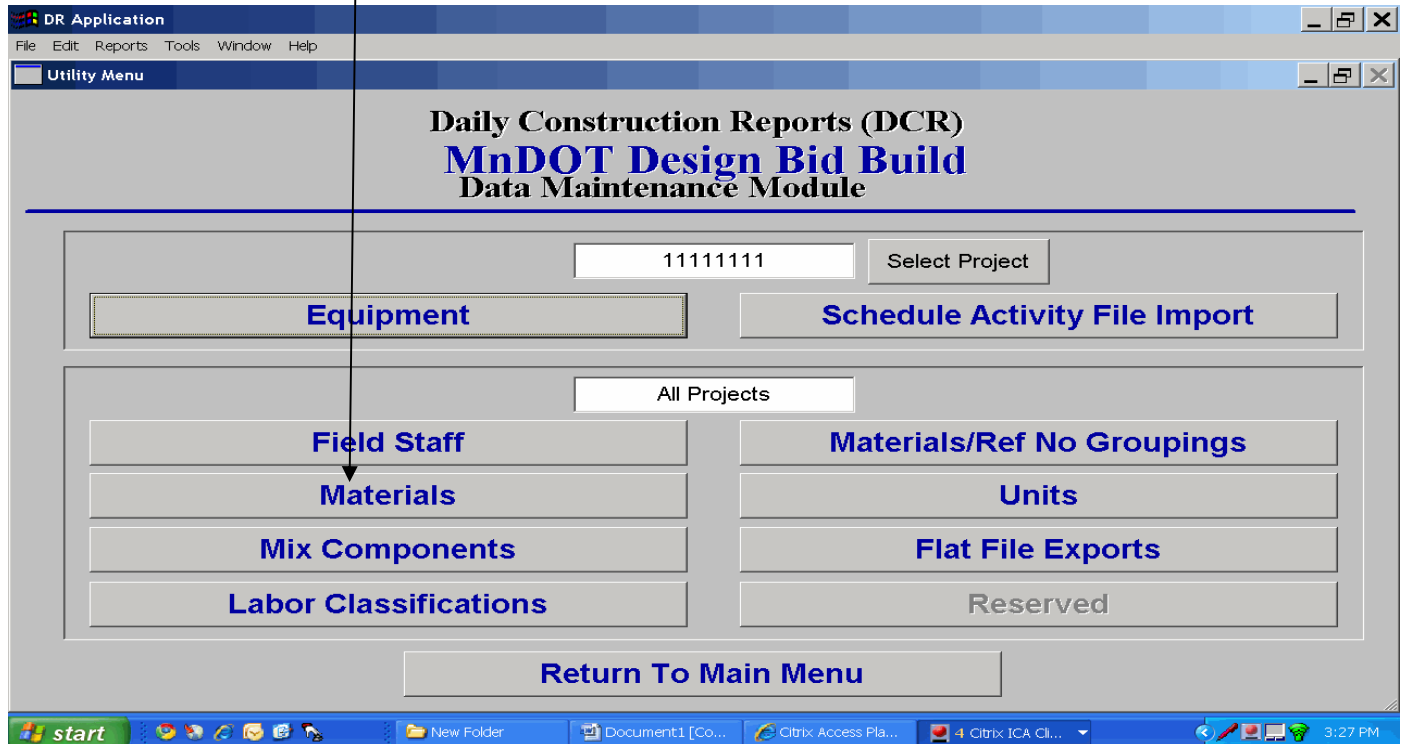 DR Application
File Edit Reports Tools Window Help
Utility Menu
Daily Construction Reports (DCR)
MnDOT Design Bid Build
Data Maintenance Module
11111111 Select Project
Equipment Schedule Activity File Import
All Projects
Field Staff Materials/Ref No Groupings
Materials Units
Mix Components Flat File Exports
Labor Classifications Reserved
Return To Main Menu
start New Folder Document1 [Co... Citrix Access Pla... 4 Citrix ICA Cli... 3:27 PM